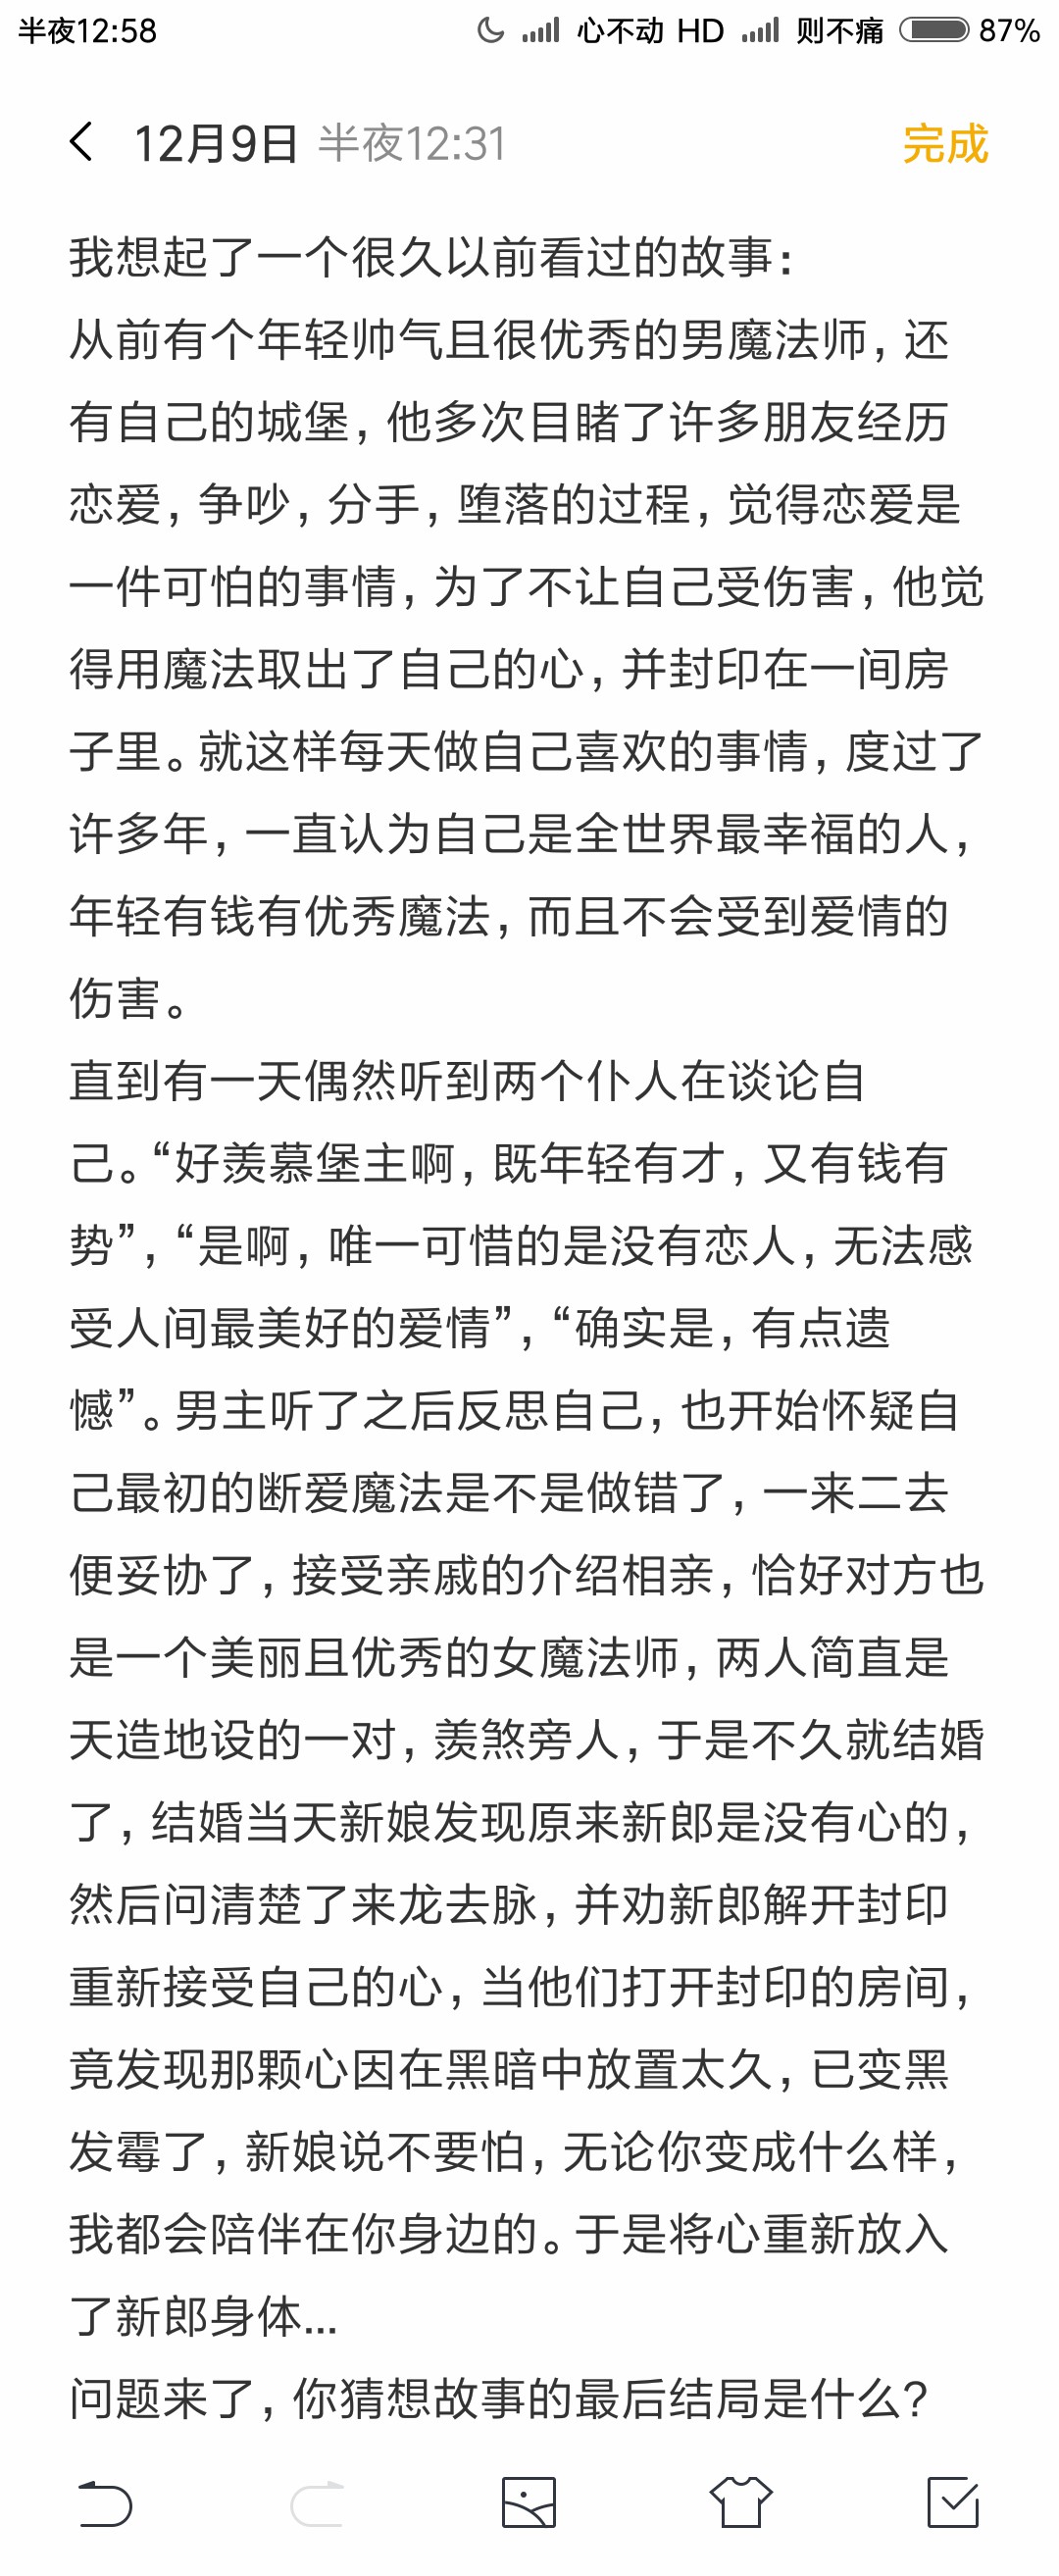 半夜12:58 心不动 HD 则不痛 87%
12月9日 半夜12:31 完成
我想起了一个很久以前看过的故事：
从前有个年轻帅气且很优秀的男魔法师，还
有自己的城堡，他多次目睹了许多朋友经历
恋爱，争吵，分手，堕落的过程，觉得恋爱是
一件可怕的事情，为了不让自己受伤害，他觉
得用魔法取出了自己的心，并封印在一间房
子里。就这样每天做自己喜欢的事情，度过了
许多年，一直认为自己是全世界最幸福的人，
年轻有钱有优秀魔法，而且不会受到爱情的
伤害。
直到有一天偶然听到两个仆人在谈论自
己。“好羡慕堡主啊，既年轻有才，又有钱有
势”，“是啊，唯一可惜的是没有恋人，无法感
受人间最美好的爱情”，“确实是，有点遗
憾”。男主听了之后反思自己，也开始怀疑自
己最初的断爱魔法是不是做错了，一来二去
便妥协了，接受亲戚的介绍相亲，恰好对方也
是一个美丽且优秀的女魔法师，两人简直是
天造地设的一对，羡煞旁人，于是不久就结婚
了，结婚当天新娘发现原来新郎是没有心的，
然后问清楚了来龙去脉，并劝新郎解开封印
重新接受自己的心，当他们打开封印的房间，
竟发现那颗心因在黑暗中放置太久，已变黑
发霉了，新娘说不要怕，无论你变成什么样，
我都会陪伴在你身边的。于是将心重新放入
了新郎身体...
问题来了，你猜想故事的最后结局是什么？